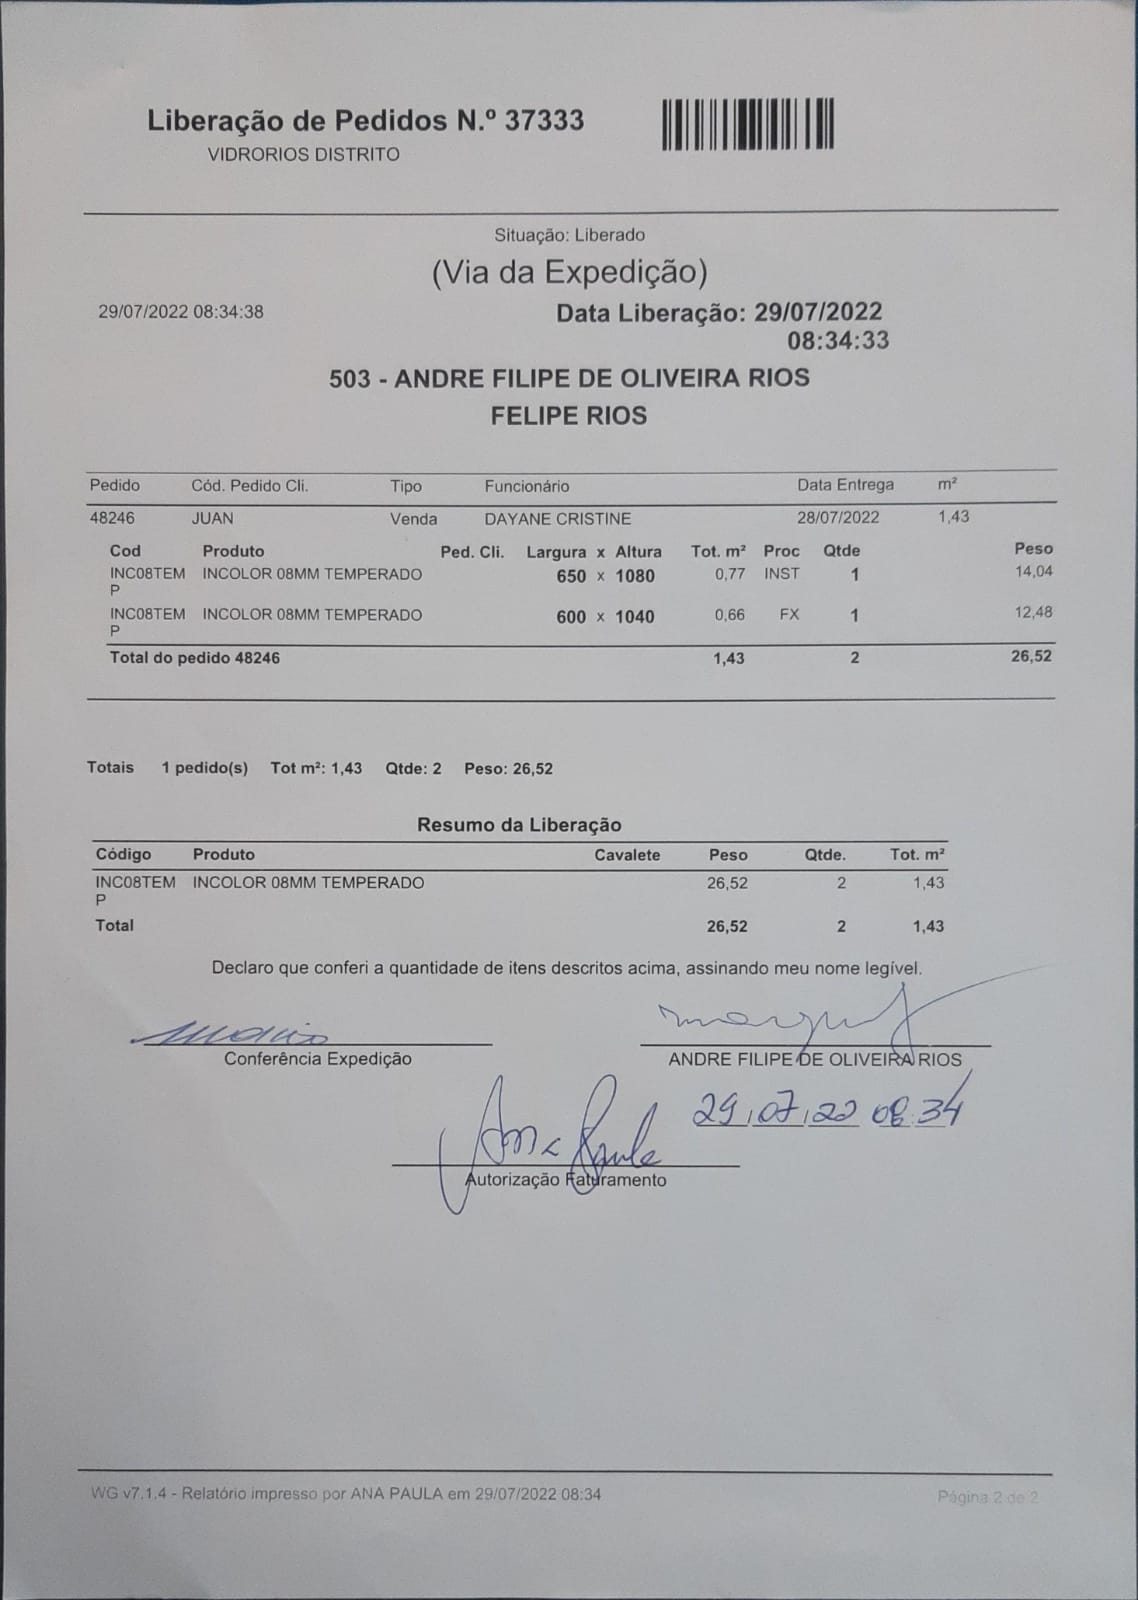 Liberação de Pedidos N.º 37333
VIDRORIOS DISTRITO
Situação: Liberado
(Via da Expedição)
29/07/2022 08:34:38 Data Liberação: 29/07/2022
08:34:33
503 - ANDRE FILIPE DE OLIVEIRA RIOS
FELIPE RIOS
Pedido Cód. Pedido Cli. Tipo Funcionário Data Entrega m²
48246 JUAN Venda DAYANE CRISTINE 28/07/2022 1,43
Cod Produto Ped. Cli. Largura x Altura Tot. m² Proc Qtde Peso
INC08TEM INCOLOR 08MM TEMPERADO 650 x 1080 0,77 INST 1 14,04
P
INC08TEM INCOLOR 08MM TEMPERADO 600 x 1040 0,66 FX 1 12,48
P
Total do pedido 48246 1,43 2 26,52
Totais 1 pedido(s) Tot m²: 1,43 Qtde: 2 Peso: 26,52
Resumo da Liberação
Código Produto Cavalete Peso Qtde. Tot. m²
INC08TEM INCOLOR 08MM TEMPERADO 26,52 2 1,43
P
Total 26,52 2 1,43
Declaro que conferi a quantidade de itens descritos acima, assinando meu nome legível.
Conferência Expedição ANDRE FILIPE DE OLIVEIRA RIOS
29/07/22 08:34
Ana Paula
Autorização Faturamento
WG v7.1.4 - Relatório impresso por ANA PAULA em 29/07/2022 08:34 Página 2 de 2